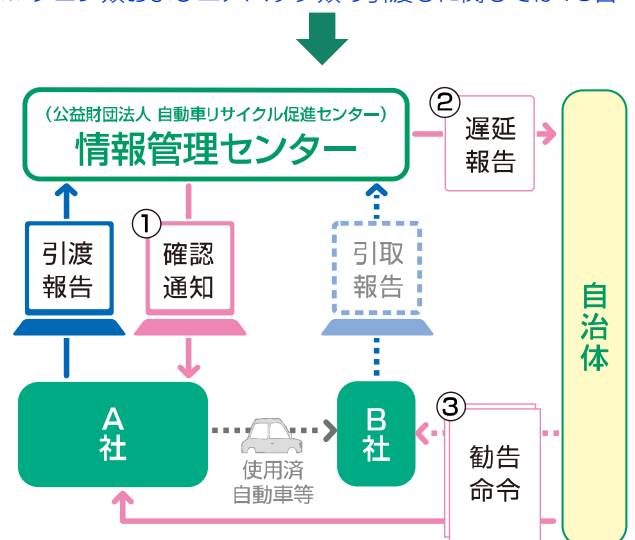 (公益財団法人 自動車リサイクル促進センター)
情報管理センター
②
遅延
報告
①
引渡
報告
確認
通知
引取
報告
自治体
A
社
B
社
③
使用済
自動車等
勧告
命令